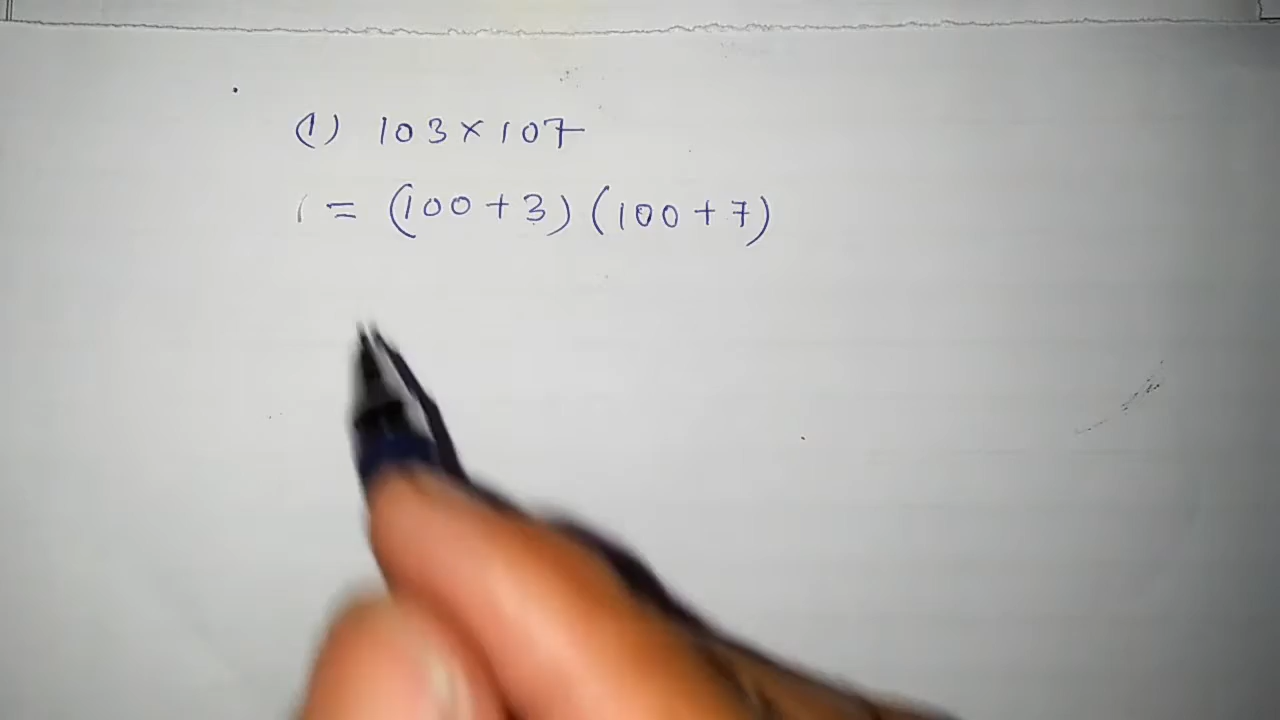 (1) 103 × 107
= (100 + 3) (100 + 7)